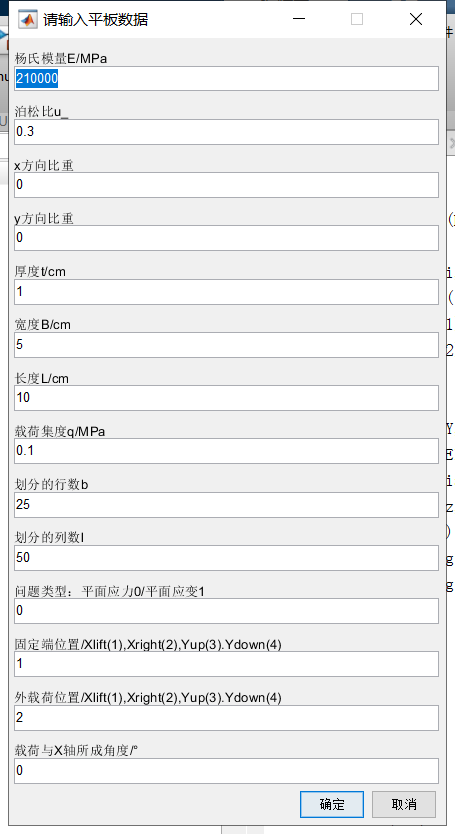 请输入平板数据
杨氏模量E/MPa
210000
泊松比u_
0.3
x方向比重
0
y方向比重
0
厚度t/cm
1
宽度B/cm
5
长度L/cm
10
载荷集度q/MPa
0.1
划分的行数b
25
划分的列数l
50
问题类型：平面应力0/平面应变1
0
固定端位置/Xlift(1),Xright(2),Yup(3).Ydown(4)
1
外载荷位置/Xlift(1),Xright(2),Yup(3).Ydown(4)
2
载荷与X轴所成角度/°
0
确定
取消